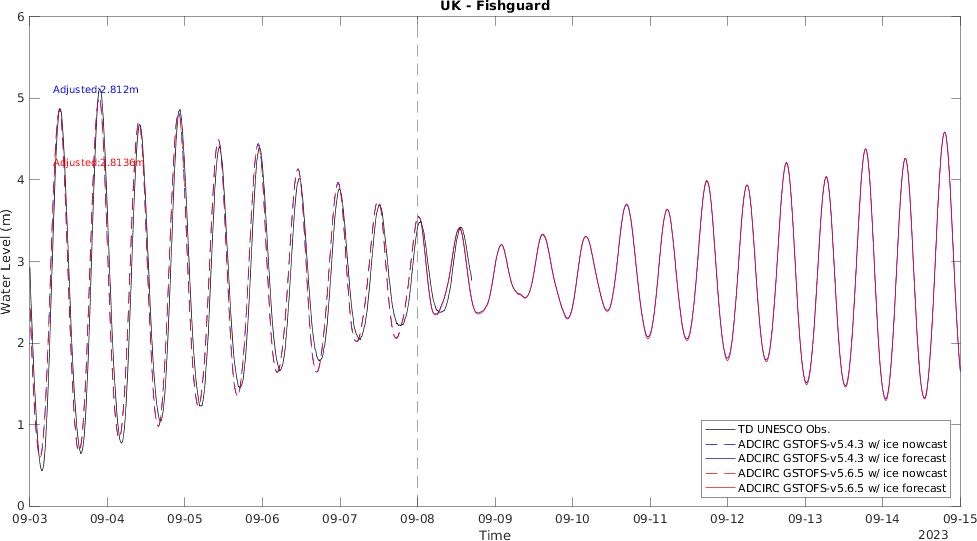 UK - Fishguard
6
5
4
3
2
1
0
Water Level (m)
Adjusted:2.812m
Adjusted:2.8136m
TD UNESCO Obs.
ADCIRC GSTOFS-v5.4.3 w/ ice nowcast
ADCIRC GSTOFS-v5.4.3 w/ ice forecast
ADCIRC GSTOFS-v5.6.5 w/ ice nowcast
ADCIRC GSTOFS-v5.6.5 w/ ice forecast
09-03 09-04 09-05 09-06 09-07 09-08 09-09 09-10 09-11 09-12 09-13 09-14 09-15
Time
2023